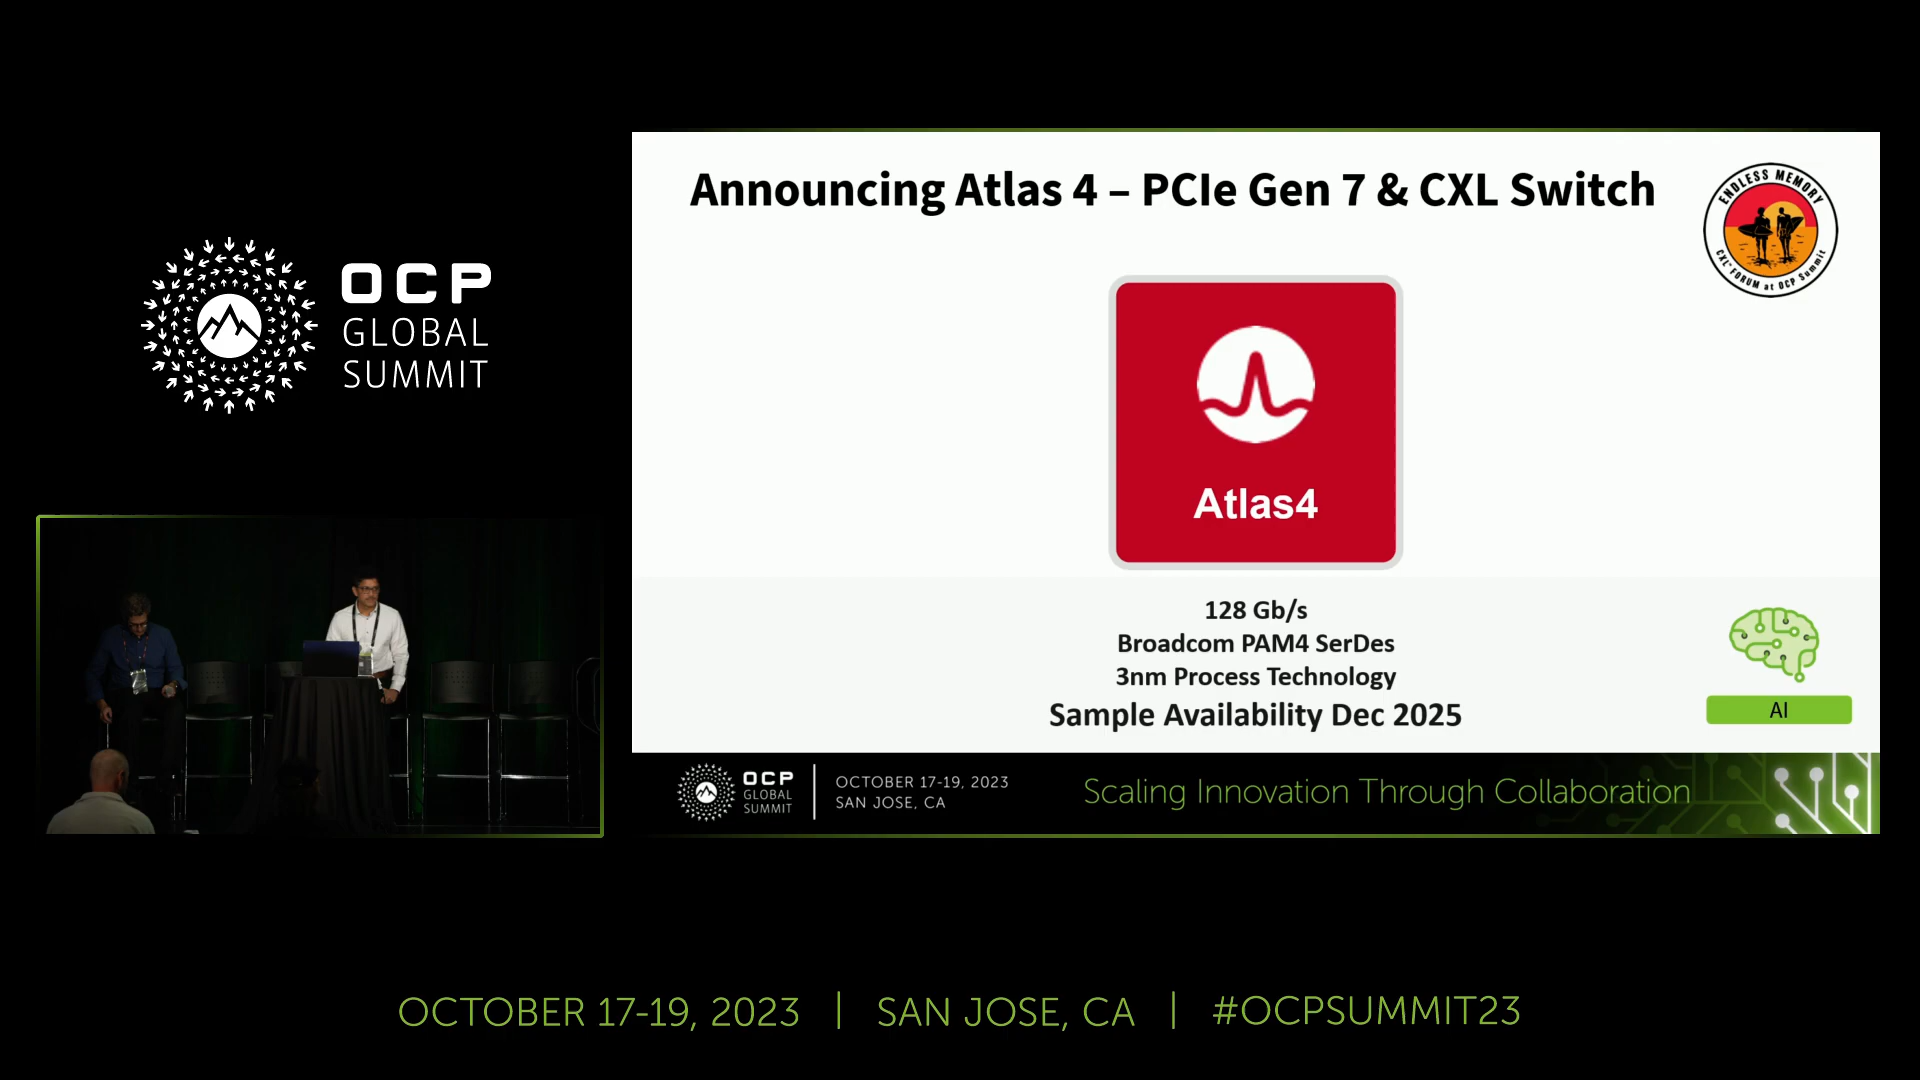 OCP
GLOBAL
SUMMIT
Announcing Atlas 4 – PCIe Gen 7 & CXL Switch
ENDLESS MEMORY
CXL™ FORUM at OCP Summit
Atlas4
128 Gb/s
Broadcom PAM4 SerDes
3nm Process Technology
Sample Availability Dec 2025
AI
OCP
GLOBAL
SUMMIT
OCTOBER 17-19, 2023
SAN JOSE, CA
Scaling Innovation Through Collaboration
OCTOBER 17-19, 2023 | SAN JOSE, CA | #OCPSUMMIT23